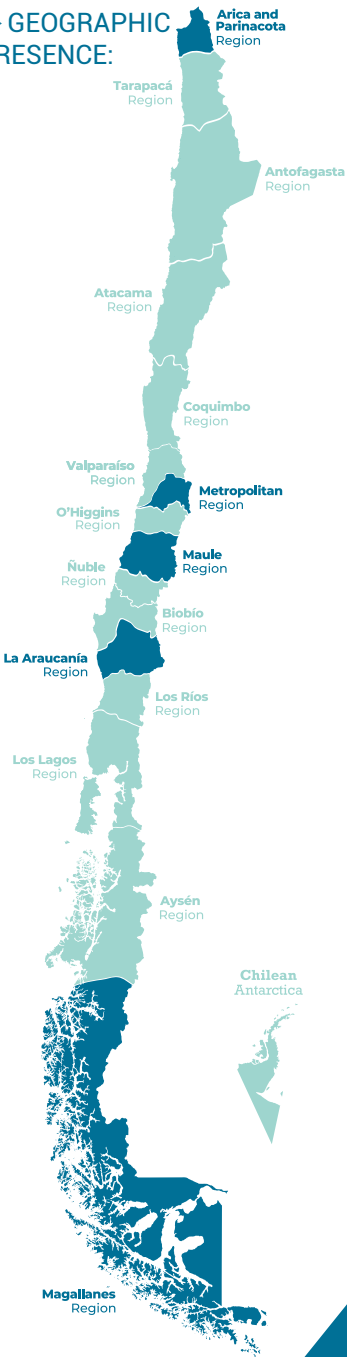 GEOGRAPHIC
RESENCE:
Arica and
Parinacota
Region
Tarapacá
Region
Antofagasta
Region
Atacama
Region
Coquimbo
Region
Valparaíso
Region
Metropolitan
Region
O'Higgins
Region
Maule
Region
Ñuble
Region
Biobío
Region
La Araucanía
Region
Los Ríos
Region
Los Lagos
Region
Aysén
Region
Chilean
Antarctica
Magallanes
Region